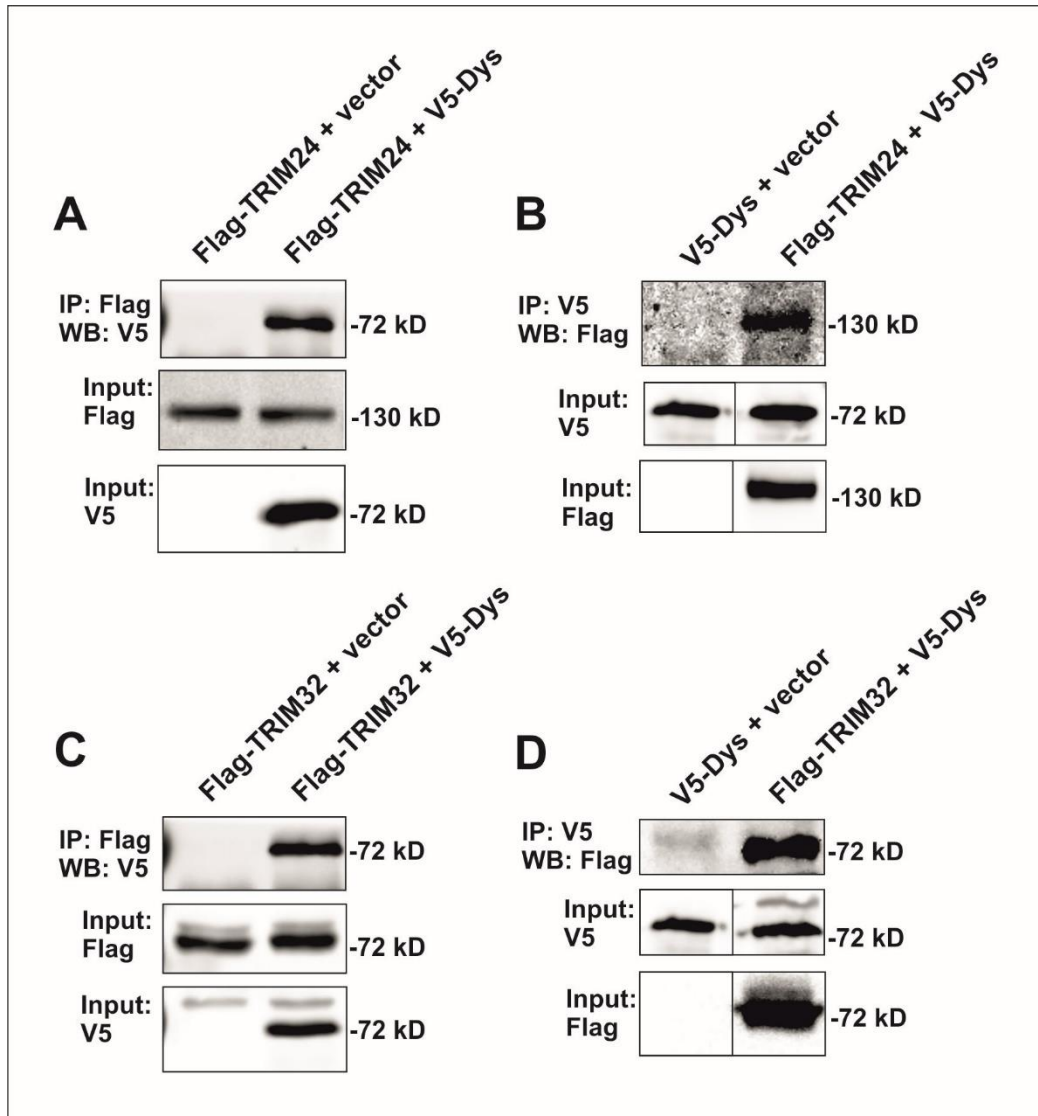 A
Flag-TRIM24 + vector
Flag-TRIM24 + V5-Dys
IP: Flag
WB: V5
-72 kD
Input:
Flag
-130 kD
Input:
V5
-72 kD
B
V5-Dys + vector
Flag-TRIM24 + V5-Dys
IP: V5
WB: Flag
-130 kD
Input:
V5
-72 kD
Input:
Flag
-130 kD
C
Flag-TRIM32 + vector
Flag-TRIM32 + V5-Dys
IP: Flag
WB: V5
-72 kD
Input:
Flag
-72 kD
Input:
V5
-72 kD
D
V5-Dys + vector
Flag-TRIM32 + V5-Dys
IP: V5
WB: Flag
-72 kD
Input:
V5
-72 kD
Input:
Flag
-72 kD